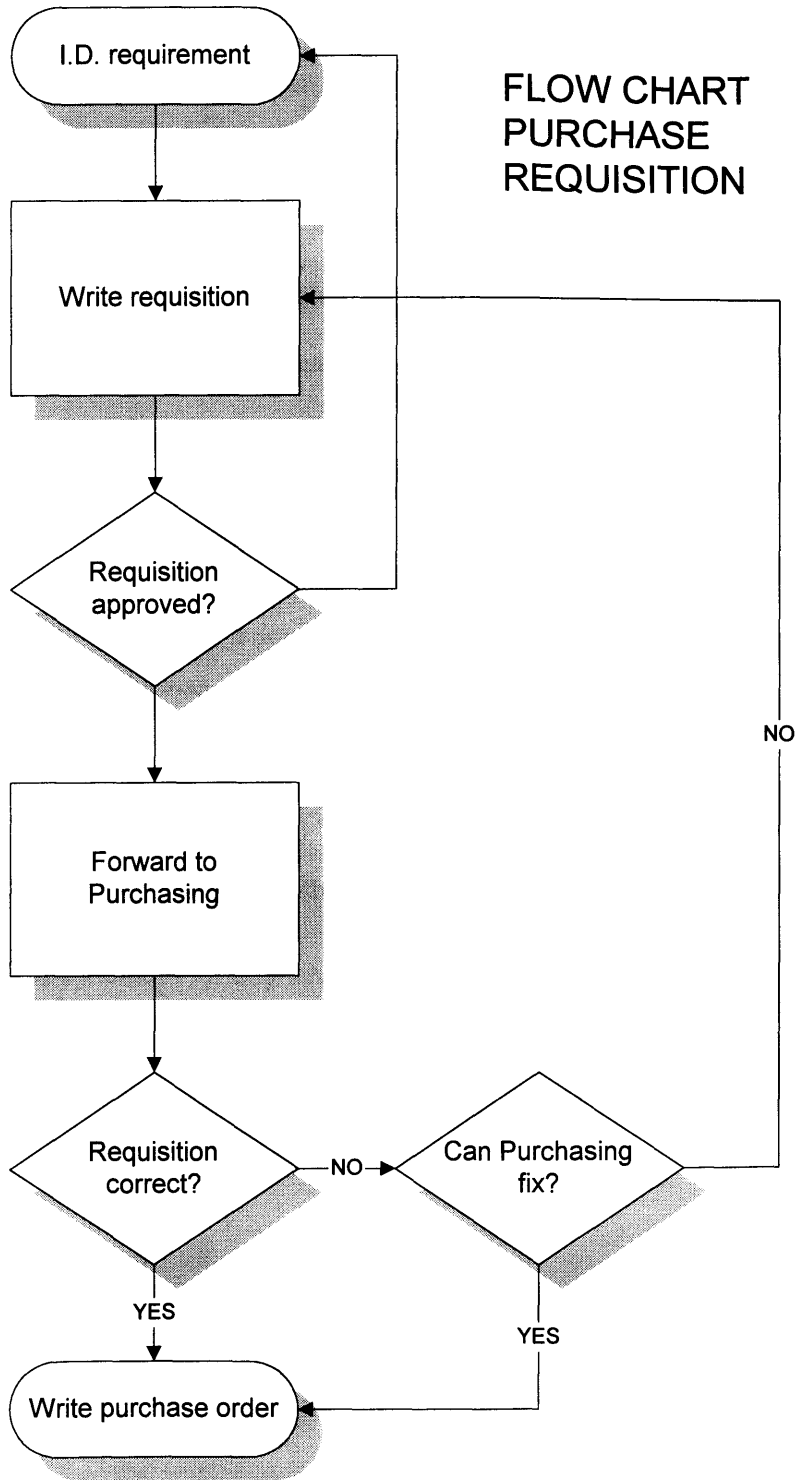 I.D. requirement
FLOW CHART
PURCHASE
REQUISITION
Write requisition
Requisition
approved?
NO
Forward to
Purchasing
Requisition
correct?
NO
Can Purchasing
fix?
YES
YES
Write purchase order